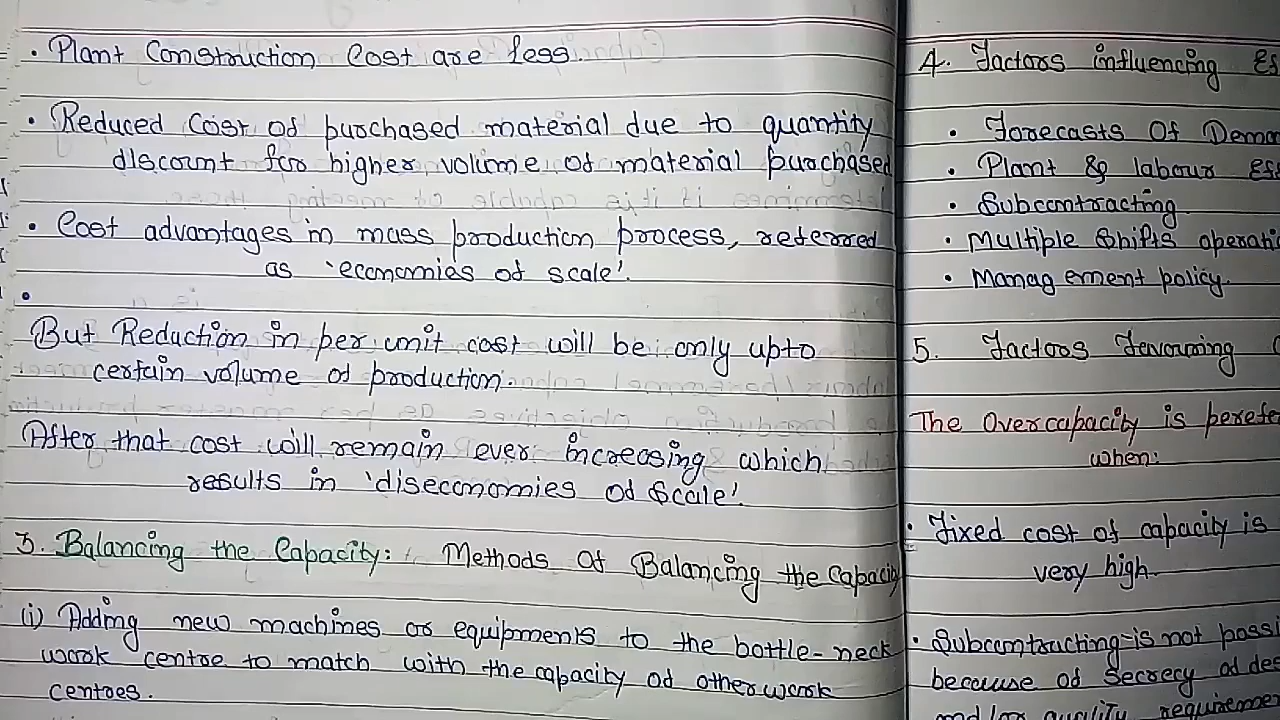 • Plant Construction Cost are less.
• Reduced Cost of purchased material due to quantity
discount for higher volume of material purchased
• Cost advantages in mass production process, referred
as 'economies of scale'.
•
But Reduction in per unit cost will be only upto
certain volume of production.
After that cost will remain ever increasing which
results in 'diseconomies of Scale'.
3. Balancing the Capacity: Methods of Balancing the Capacity
(i) Adding new machines or equipments to the bottle-neck
work centre to match with the capacity of other work
centres.
4. Factors influencing
• Forecasts Of
• Plant & labour
• Subcontracting
• Multiple Shifts
• Management policy.
5. Factors Fevouring
The Overcapacity is
when:
• Fixed cost of capacity is
very high
• Subcontracting is not
because of Secrecy of
and/or quality